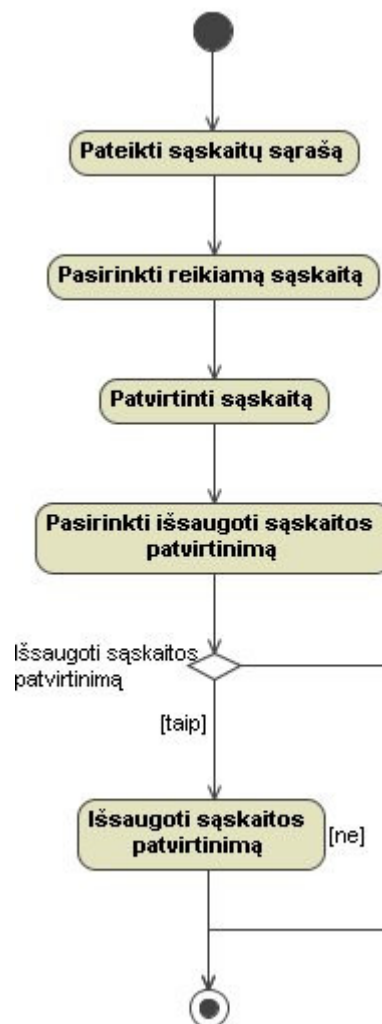 Pateikti sąskaitų sąrašą
Pasirinkti reikiamą sąskaitą
Patvirtinti sąskaitą
Pasirinkti išsaugoti sąskaitos
patvirtinimą
Išsaugoti sąskaitos
patvirtinimą
[taip]
Išsaugoti sąskaitos
patvirtinimą
[ne]